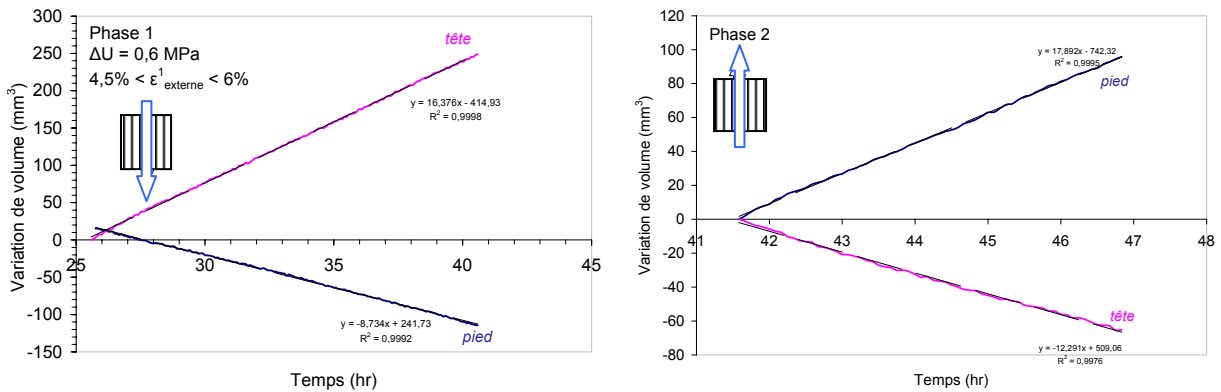 Phase 1
ΔU = 0,6 MPa
4,5% < ε¹externe < 6%
tête
y = 16,376x - 414,93
R² = 0,9998
y = -8,734x + 241,73
R² = 0,9992
pied
Variation de volume (mm³)
300
250
200
150
100
50
0
-50
-100
-150
25
30
35
40
45
Temps (hr)
Phase 2
y = 17,892x - 742,32
R² = 0,9995
pied
tête
y = -12,291x + 509,06
R² = 0,9976
Variation de volume (mm³)
120
100
80
60
40
20
0
-20
-40
-60
-80
41
42
43
44
45
46
47
48
Temps (hr)